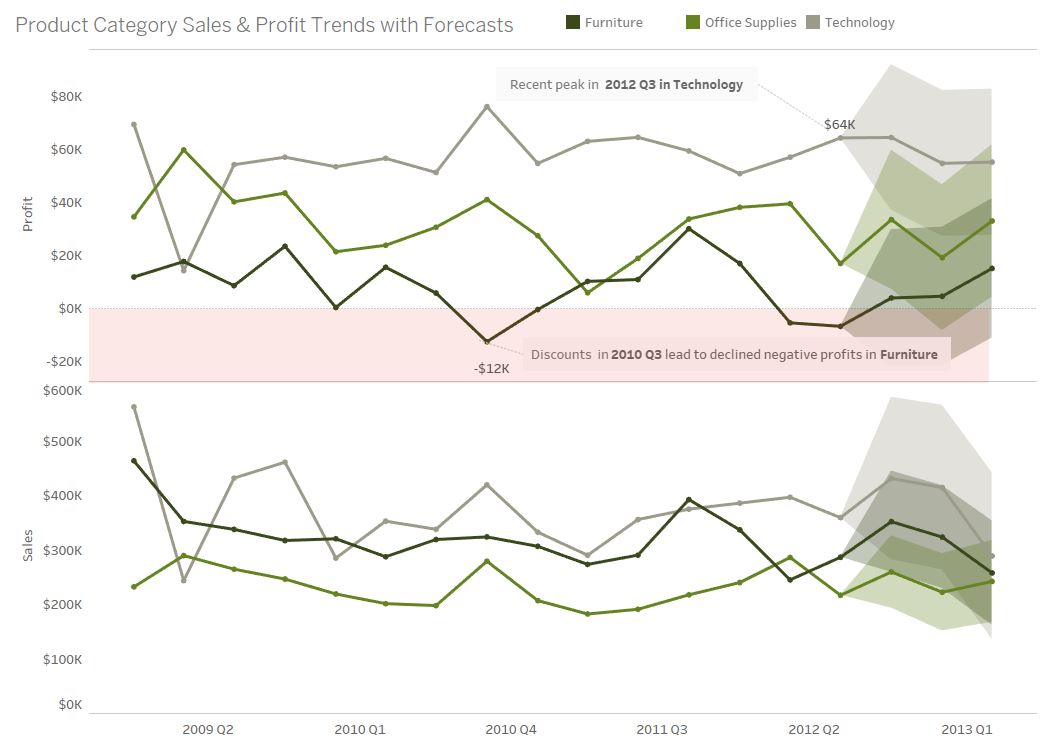 Product Category Sales & Profit Trends with Forecasts
Furniture
Office Supplies
Technology
Recent peak in 2012 Q3 in Technology
$64K
$80K
$60K
$40K
$20K
$0K
-$20K
Profit
Discounts in 2010 Q3 lead to declined negative profits in Furniture
-$12K
$600K
$500K
$400K
$300K
$200K
$100K
$0K
Sales
2009 Q2
2010 Q1
2010 Q4
2011 Q3
2012 Q2
2013 Q1